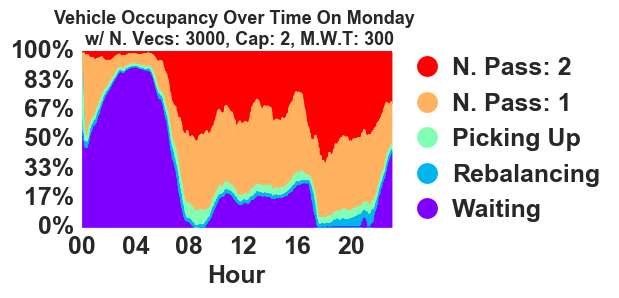 Vehicle Occupancy Over Time On Monday
w/ N. Vecs: 3000, Cap: 2, M.W.T: 300
100%
83%
67%
50%
33%
17%
0%
00 04 08 12 16 20
Hour
N. Pass: 2
N. Pass: 1
Picking Up
Rebalancing
Waiting